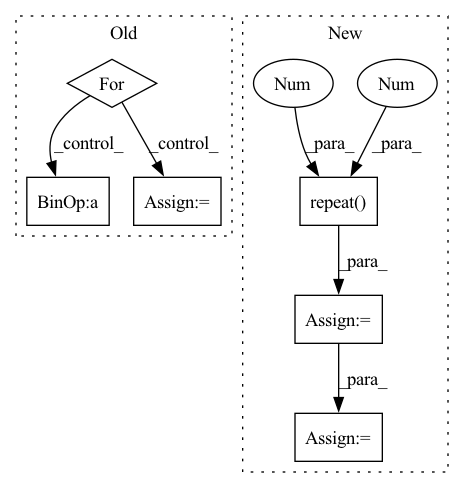 Old
New
For
Num
Num
_control_
_control_
_para_
_para_
BinOp:a
Assign:=
repeat()
_para_
Assign:=
_para_
Assign:=